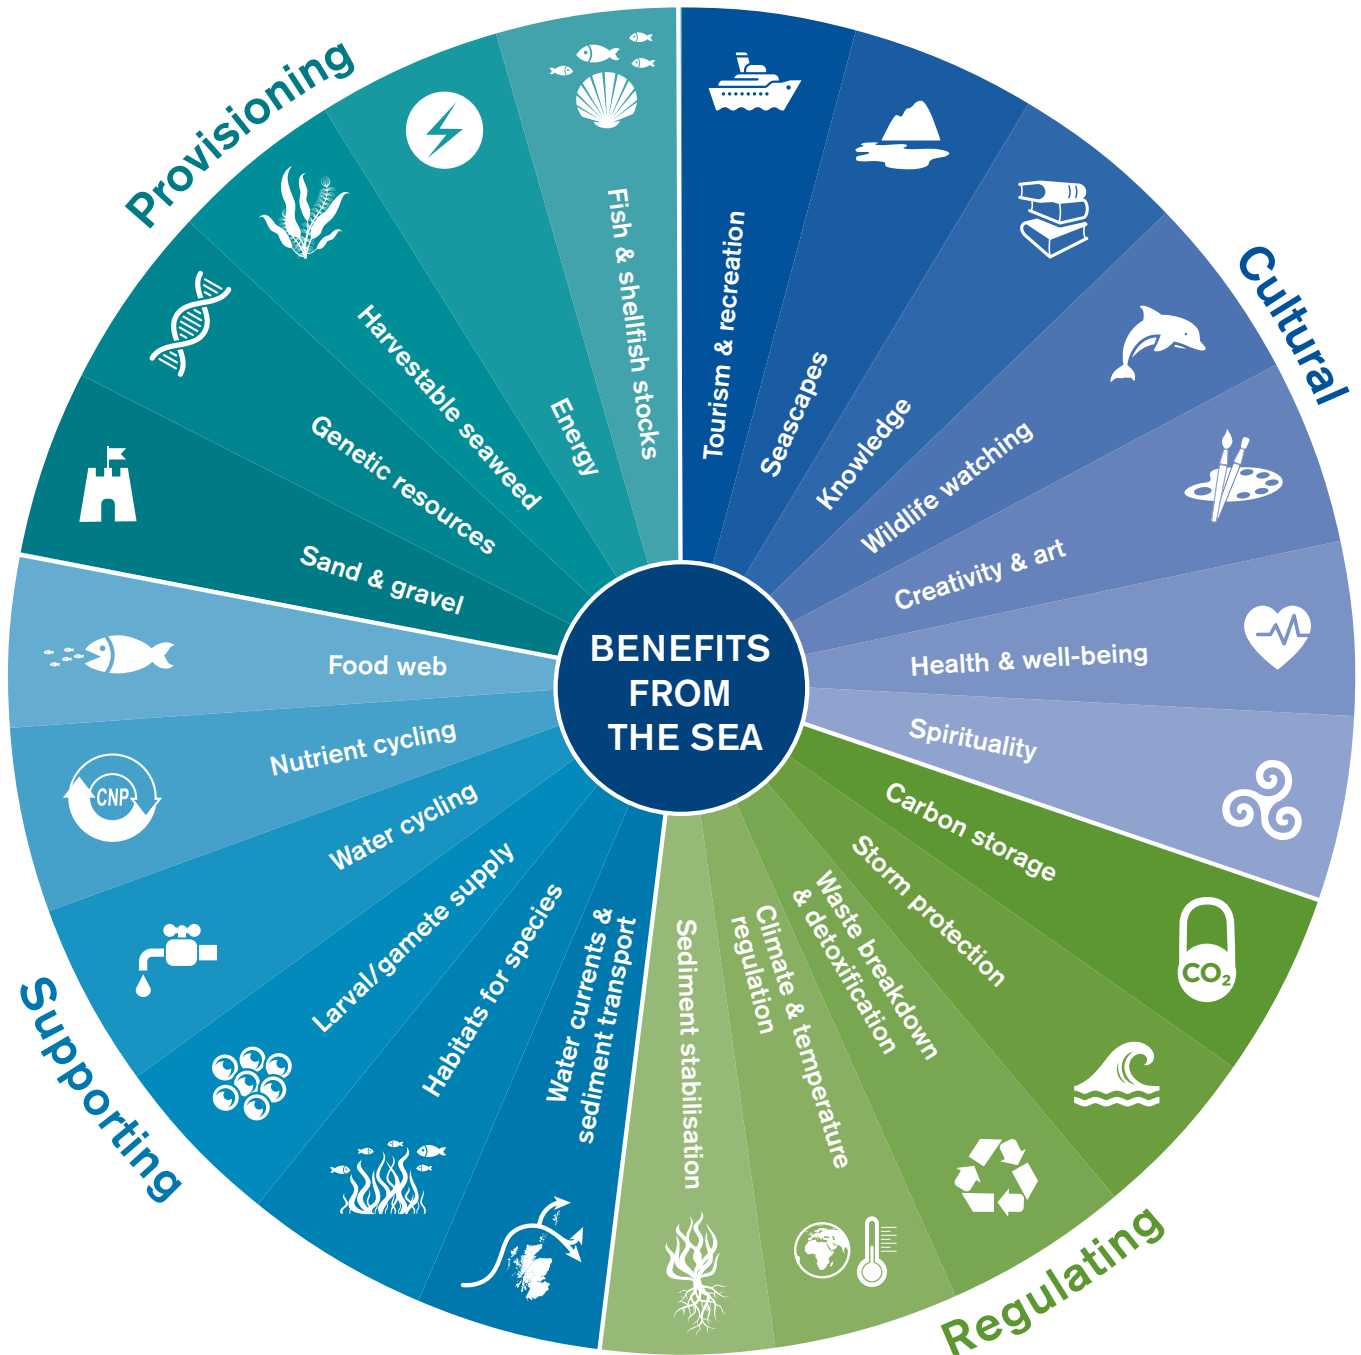 BENEFITS
FROM
THE SEA
Provisioning
Sand & gravel
Genetic resources
Harvestable seaweed
Energy
Fish & shellfish stocks
Cultural
Tourism & recreation
Seascapes
Knowledge
Wildlife watching
Creativity & art
Health & well-being
Spirituality
Regulating
Carbon storage
CO₂
Storm protection
Waste breakdown
& detoxification
Climate & temperature
regulation
Sediment stabilisation
Supporting
Water currents &
sediment transport
Habitats for species
Larval/gamete supply
Water cycling
Nutrient cycling
CNP
Food web